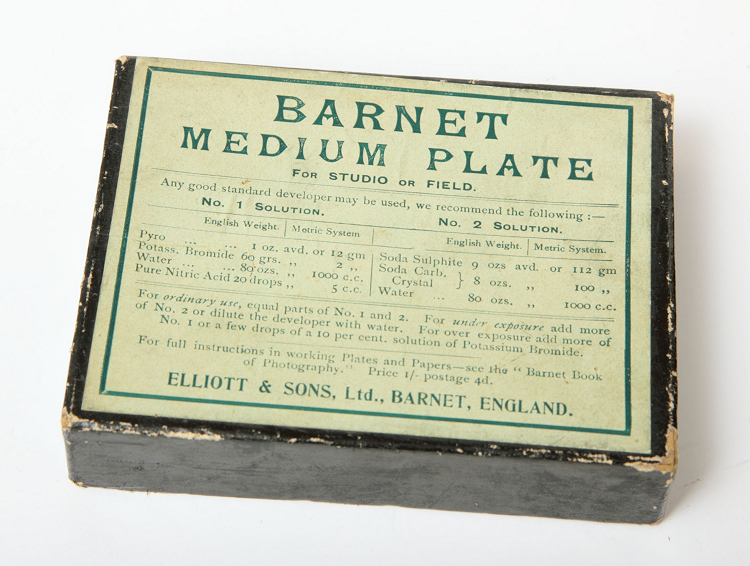 BARNET
MEDIUM PLATE
FOR STUDIO OR FIELD.
Any good standard developer may be used, we recommend the following :—
No. 1 SOLUTION.
English Weight. Metric System
Pyro ... ... 1 oz. avd. or 12 gm
Potass. Bromide 60 grs. ,, 2 ,,
Water ... ... 80 ozs. ,, 1000 c.c.
Pure Nitric Acid 20 drops ,, 5 c.c.
No. 2 SOLUTION.
English Weight. Metric System.
Soda Sulphite 9 ozs avd. or 112 gm
Soda Carb.
Crystal } 8 ozs. ,, 100 ,,
Water ... 80 ozs. ,, 1000 c.c.
For ordinary use, equal parts of No. 1 and 2. For under exposure add more
of No. 2 or dilute the developer with water. For over exposure add more of
No. 1 or a few drops of a 10 per cent. solution of Potassium Bromide.
For full instructions in working Plates and Papers—see the "Barnet Book
of Photography." Price 1/- postage 4d.
ELLIOTT & SONS, Ltd., BARNET, ENGLAND.